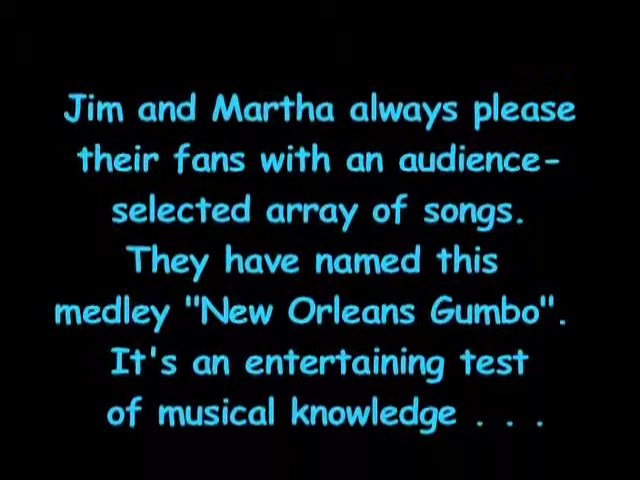 Jim and Martha always please
their fans with an audience-
selected array of songs.
They have named this
medley "New Orleans Gumbo".
It's an entertaining test
of musical knowledge . . .